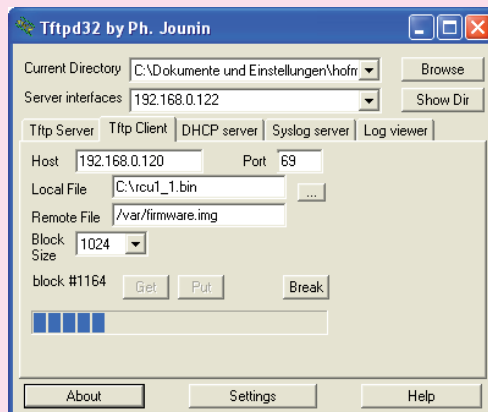 Tftpd32 by Ph. Jounin
Current Directory C:\Dokumente und Einstellungen\hofm Browse
Server interfaces 192.168.0.122 Show Dir
Tftp Server Tftp Client DHCP server Syslog server Log viewer
Host 192.168.0.120 Port 69
Local File C:\rcu1_1.bin ...
Remote File /var/firmware.img
Block Size 1024
block #1164 Get Put Break
About Settings Help